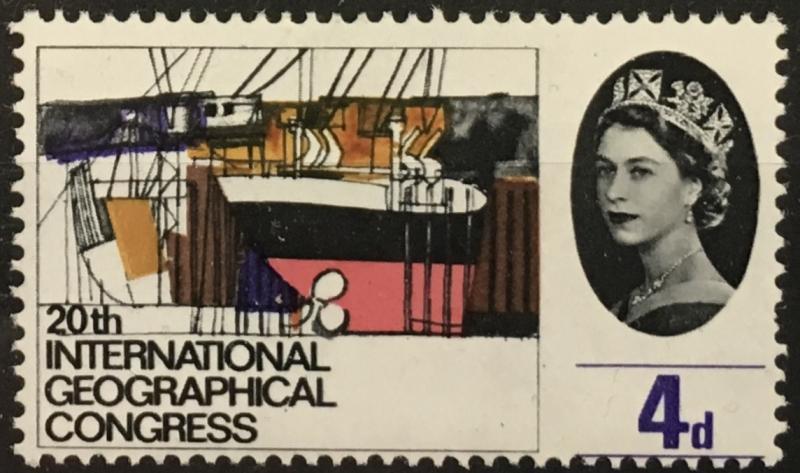 20th
INTERNATIONAL
GEOGRAPHICAL
CONGRESS
4d